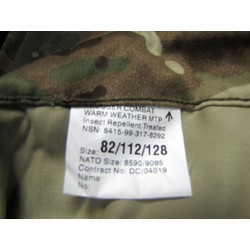 COMBAT
WARM WEATHER MTP
Insect Repellent Treated
NSN 8415-99-317-8292
Size: 82/112/128
NATO Size: 8590/9095
Contract No: DC/04019
Name:
No: